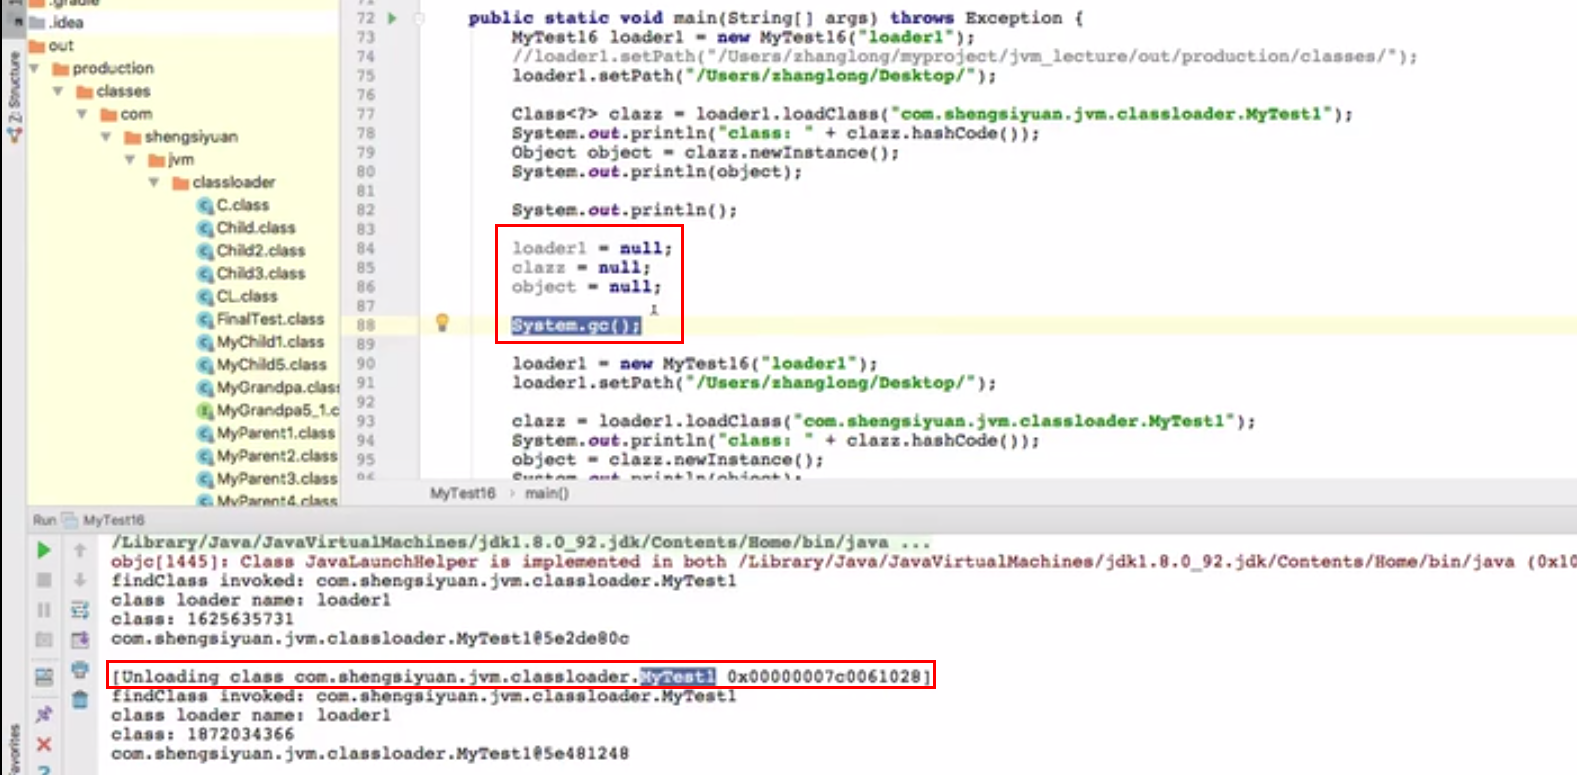 .gradle
.idea
out
production
classes
com
shengsiyuan
jvm
classloader
C.class
Child.class
Child2.class
Child3.class
CL.class
FinalTest.class
MyChild1.class
MyChild5.class
MyGrandpa.class
MyGrandpa5_1.c
MyParent1.class
MyParent2.class
MyParent3.class
MyParent4.class
Z: Structure
Favorites
71
72 public static void main(String[] args) throws Exception {
73 MyTest16 loader1 = new MyTest16("loader1");
74 //loader1.setPath("/Users/zhanglong/myproject/jvm_lecture/out/production/classes/");
75 loader1.setPath("/Users/zhanglong/Desktop/");
76
77 Class<?> clazz = loader1.loadClass("com.shengsiyuan.jvm.classloader.MyTest1");
78 System.out.println("class: " + clazz.hashCode());
79 Object object = clazz.newInstance();
80 System.out.println(object);
81
82 System.out.println();
83
84 loader1 = null;
85 clazz = null;
86 object = null;
87
88 System.gc();
89
90 loader1 = new MyTest16("loader1");
91 loader1.setPath("/Users/zhanglong/Desktop/");
92
93 clazz = loader1.loadClass("com.shengsiyuan.jvm.classloader.MyTest1");
94 System.out.println("class: " + clazz.hashCode());
95 object = clazz.newInstance();
96 System.out.println(object);
MyTest16 › main()
Run MyTest16
/Library/Java/JavaVirtualMachines/jdk1.8.0_92.jdk/Contents/Home/bin/java ...
objc[1445]: Class JavaLaunchHelper is implemented in both /Library/Java/JavaVirtualMachines/jdk1.8.0_92.jdk/Contents/Home/bin/java (0x10
findClass invoked: com.shengsiyuan.jvm.classloader.MyTest1
class loader name: loader1
class: 1625635731
com.shengsiyuan.jvm.classloader.MyTest1@5e2de80c
[Unloading class com.shengsiyuan.jvm.classloader.MyTest1 0x00000007c0061028]
findClass invoked: com.shengsiyuan.jvm.classloader.MyTest1
class loader name: loader1
class: 1872034366
com.shengsiyuan.jvm.classloader.MyTest1@5e481248